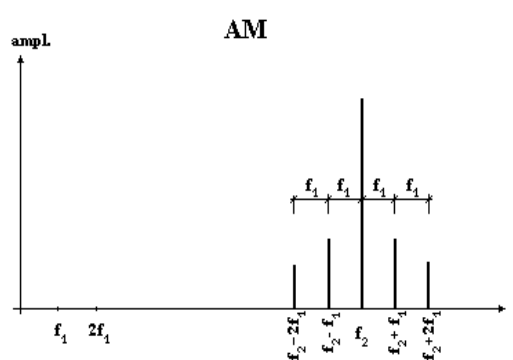 AM
ampl.
f₁ f₁ f₁ f₁
f₁ 2f₁ f₂-2f₁ f₂-f₁ f₂ f₂+f₁ f₂+2f₁